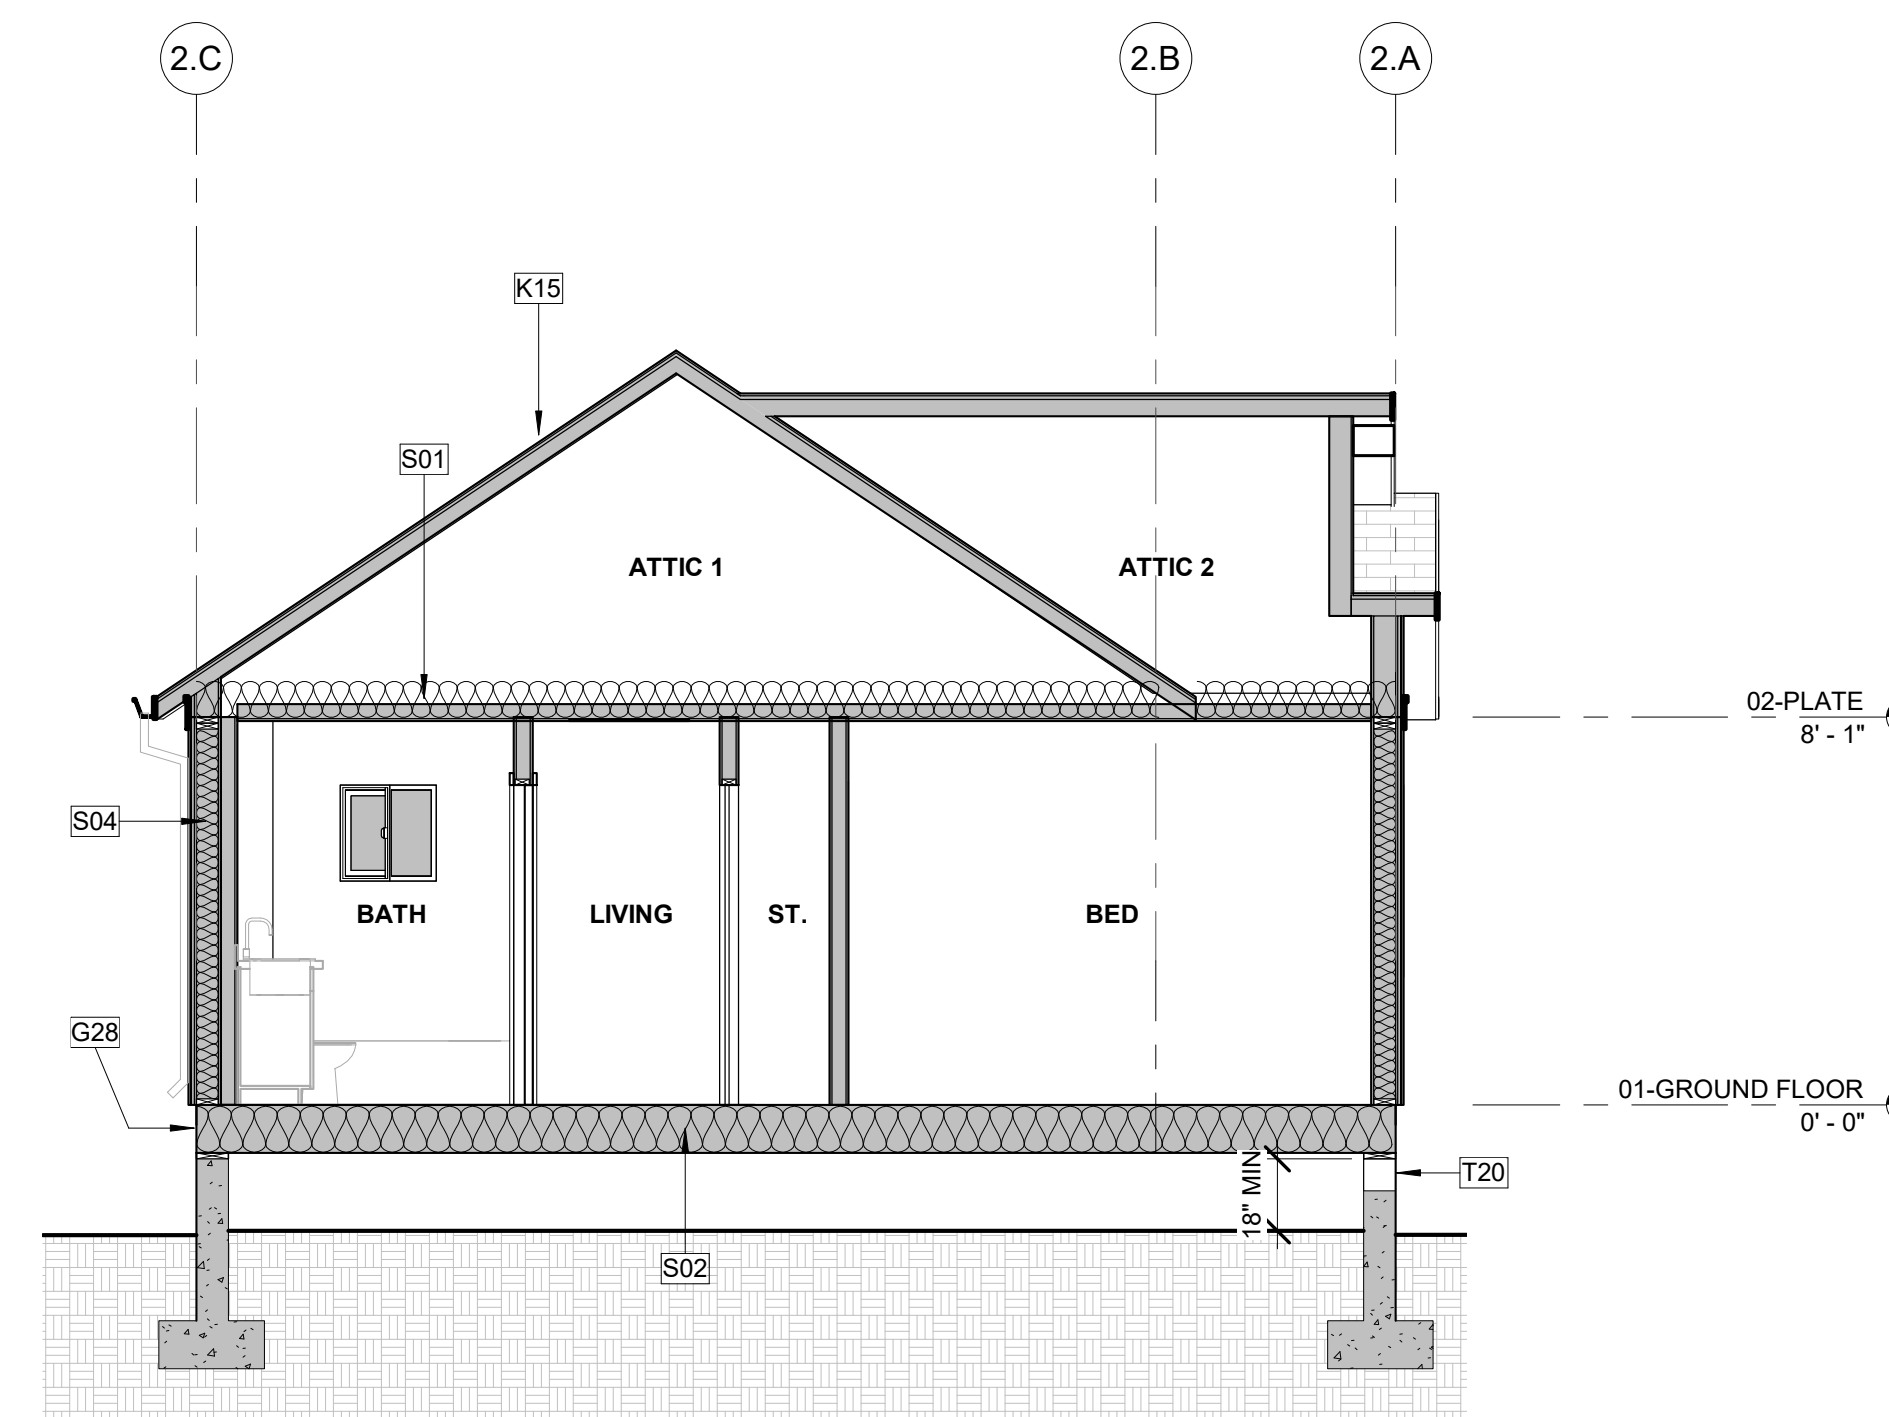 2.C
2.B
2.A
K15
S01
ATTIC 1
ATTIC 2
02-PLATE
8' - 1"
S04
BATH
LIVING
ST.
BED
G28
01-GROUND FLOOR
0' - 0"
18" MIN
T20
S02